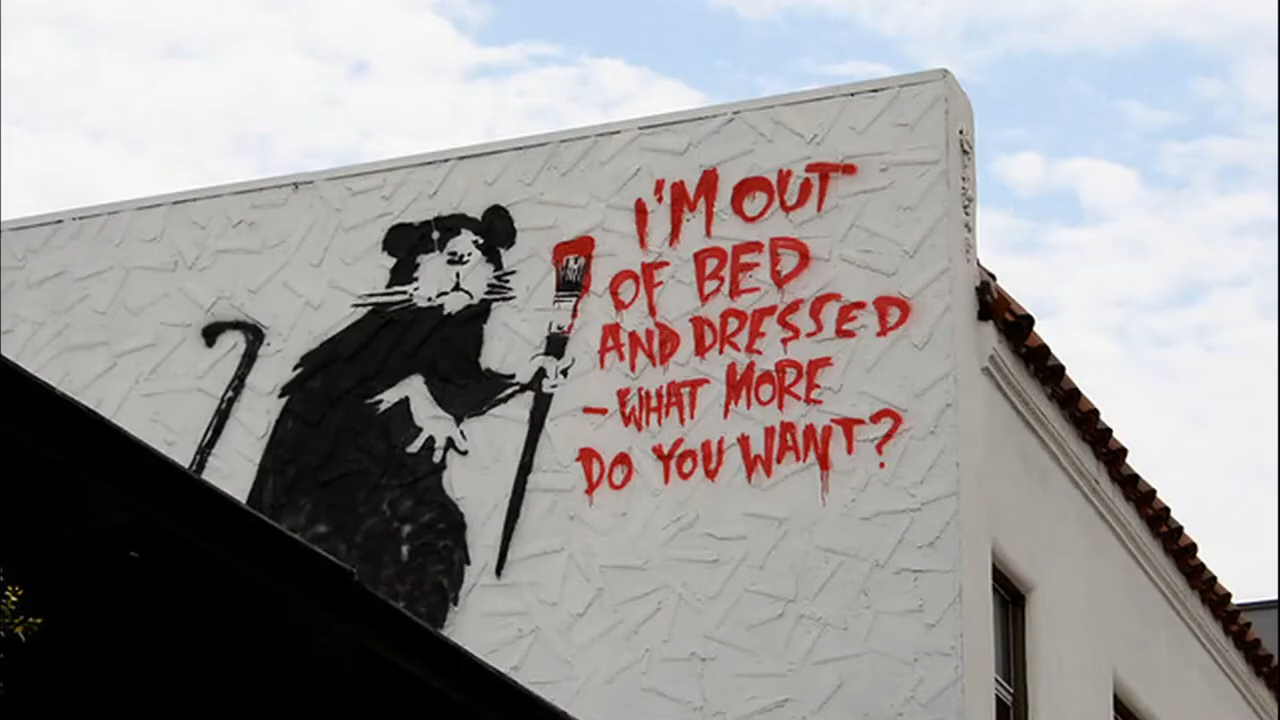 I'M OUT
OF BED
AND DRESSED
- WHAT MORE
DO YOU WANT?